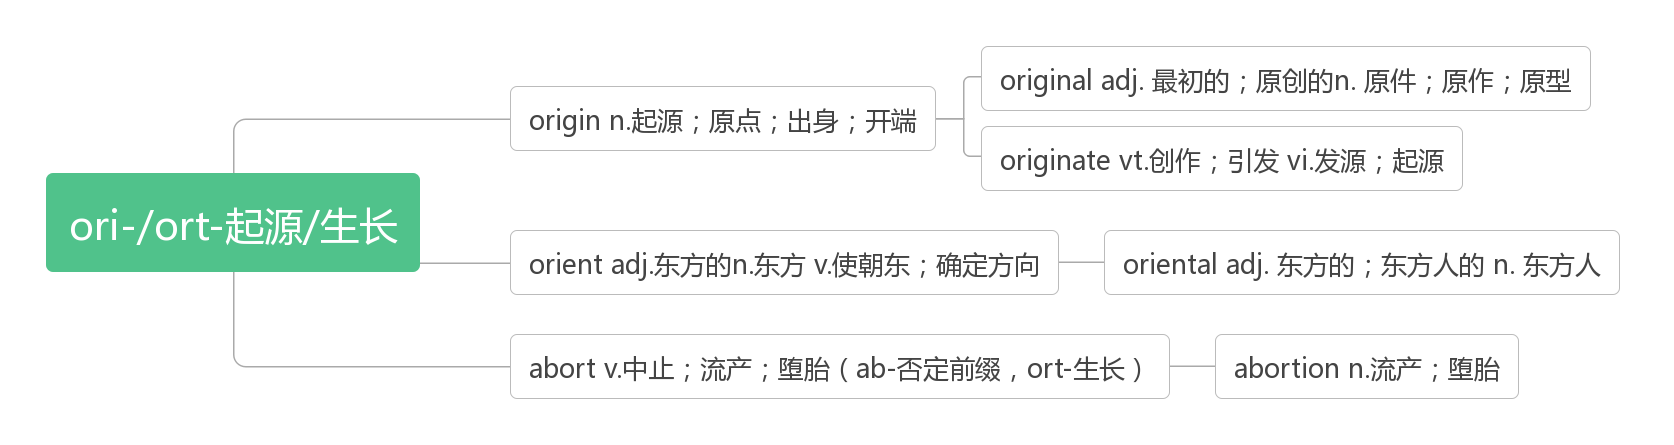 original adj. 最初的；原创的n. 原件；原作；原型
origin n.起源；原点；出身；开端
originate vt.创作；引发 vi.发源；起源
ori-/ort-起源/生长
orient adj.东方的n.东方 v.使朝东；确定方向
oriental adj. 东方的；东方人的 n. 东方人
abort v.中止；流产；堕胎（ab-否定前缀，ort-生长）
abortion n.流产；堕胎